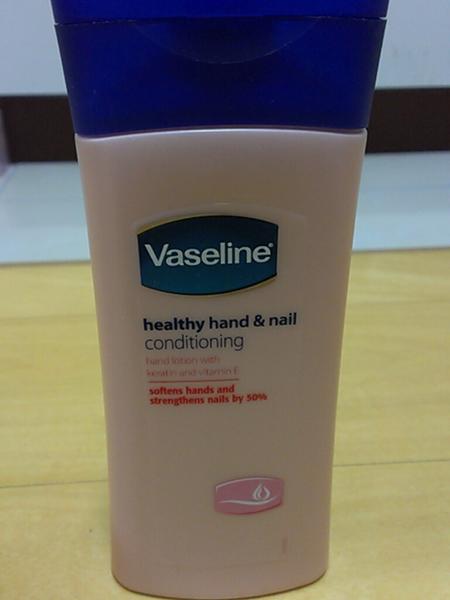 Vaseline®
healthy hand & nail
conditioning
hand lotion with
keratin and vitamin E
softens hands and
strengthens nails by 50%